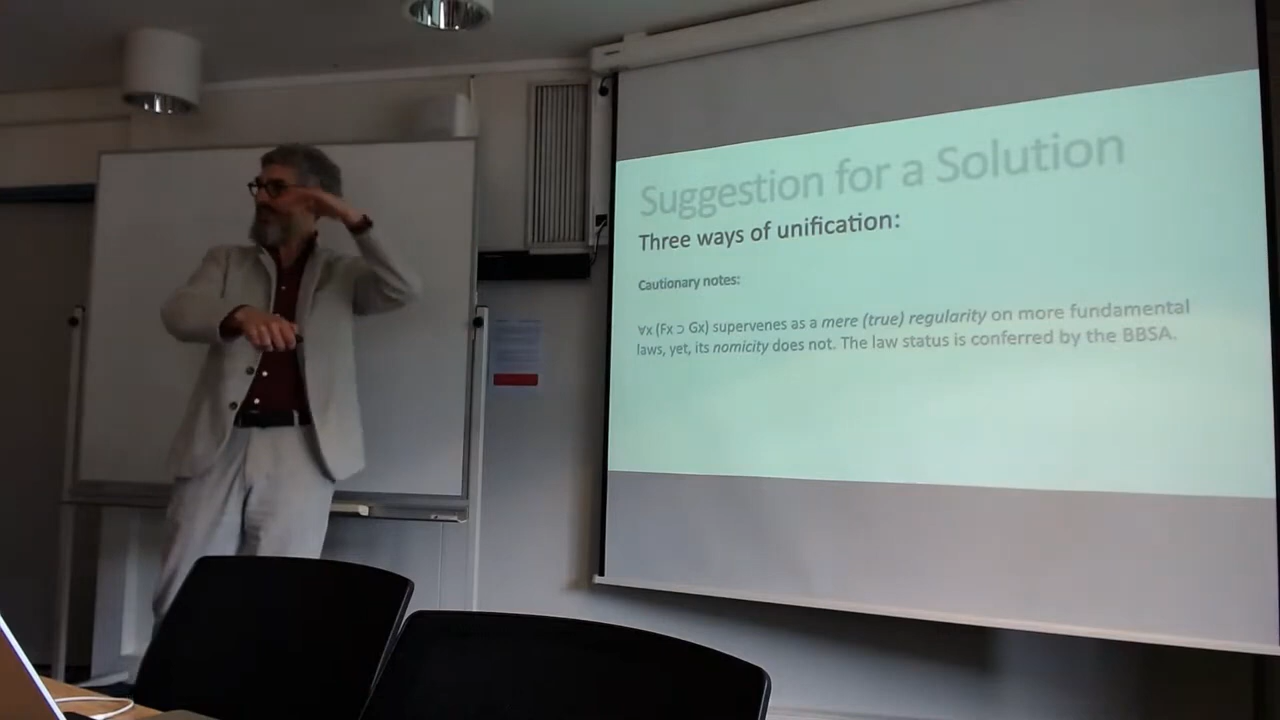 Suggestion for a Solution
Three ways of unification:
Cautionary notes:
∀x (Fx ⊃ Gx) supervenes as a mere (true) regularity on more fundamental
laws, yet, its nomicity does not. The law status is conferred by the BBSA.